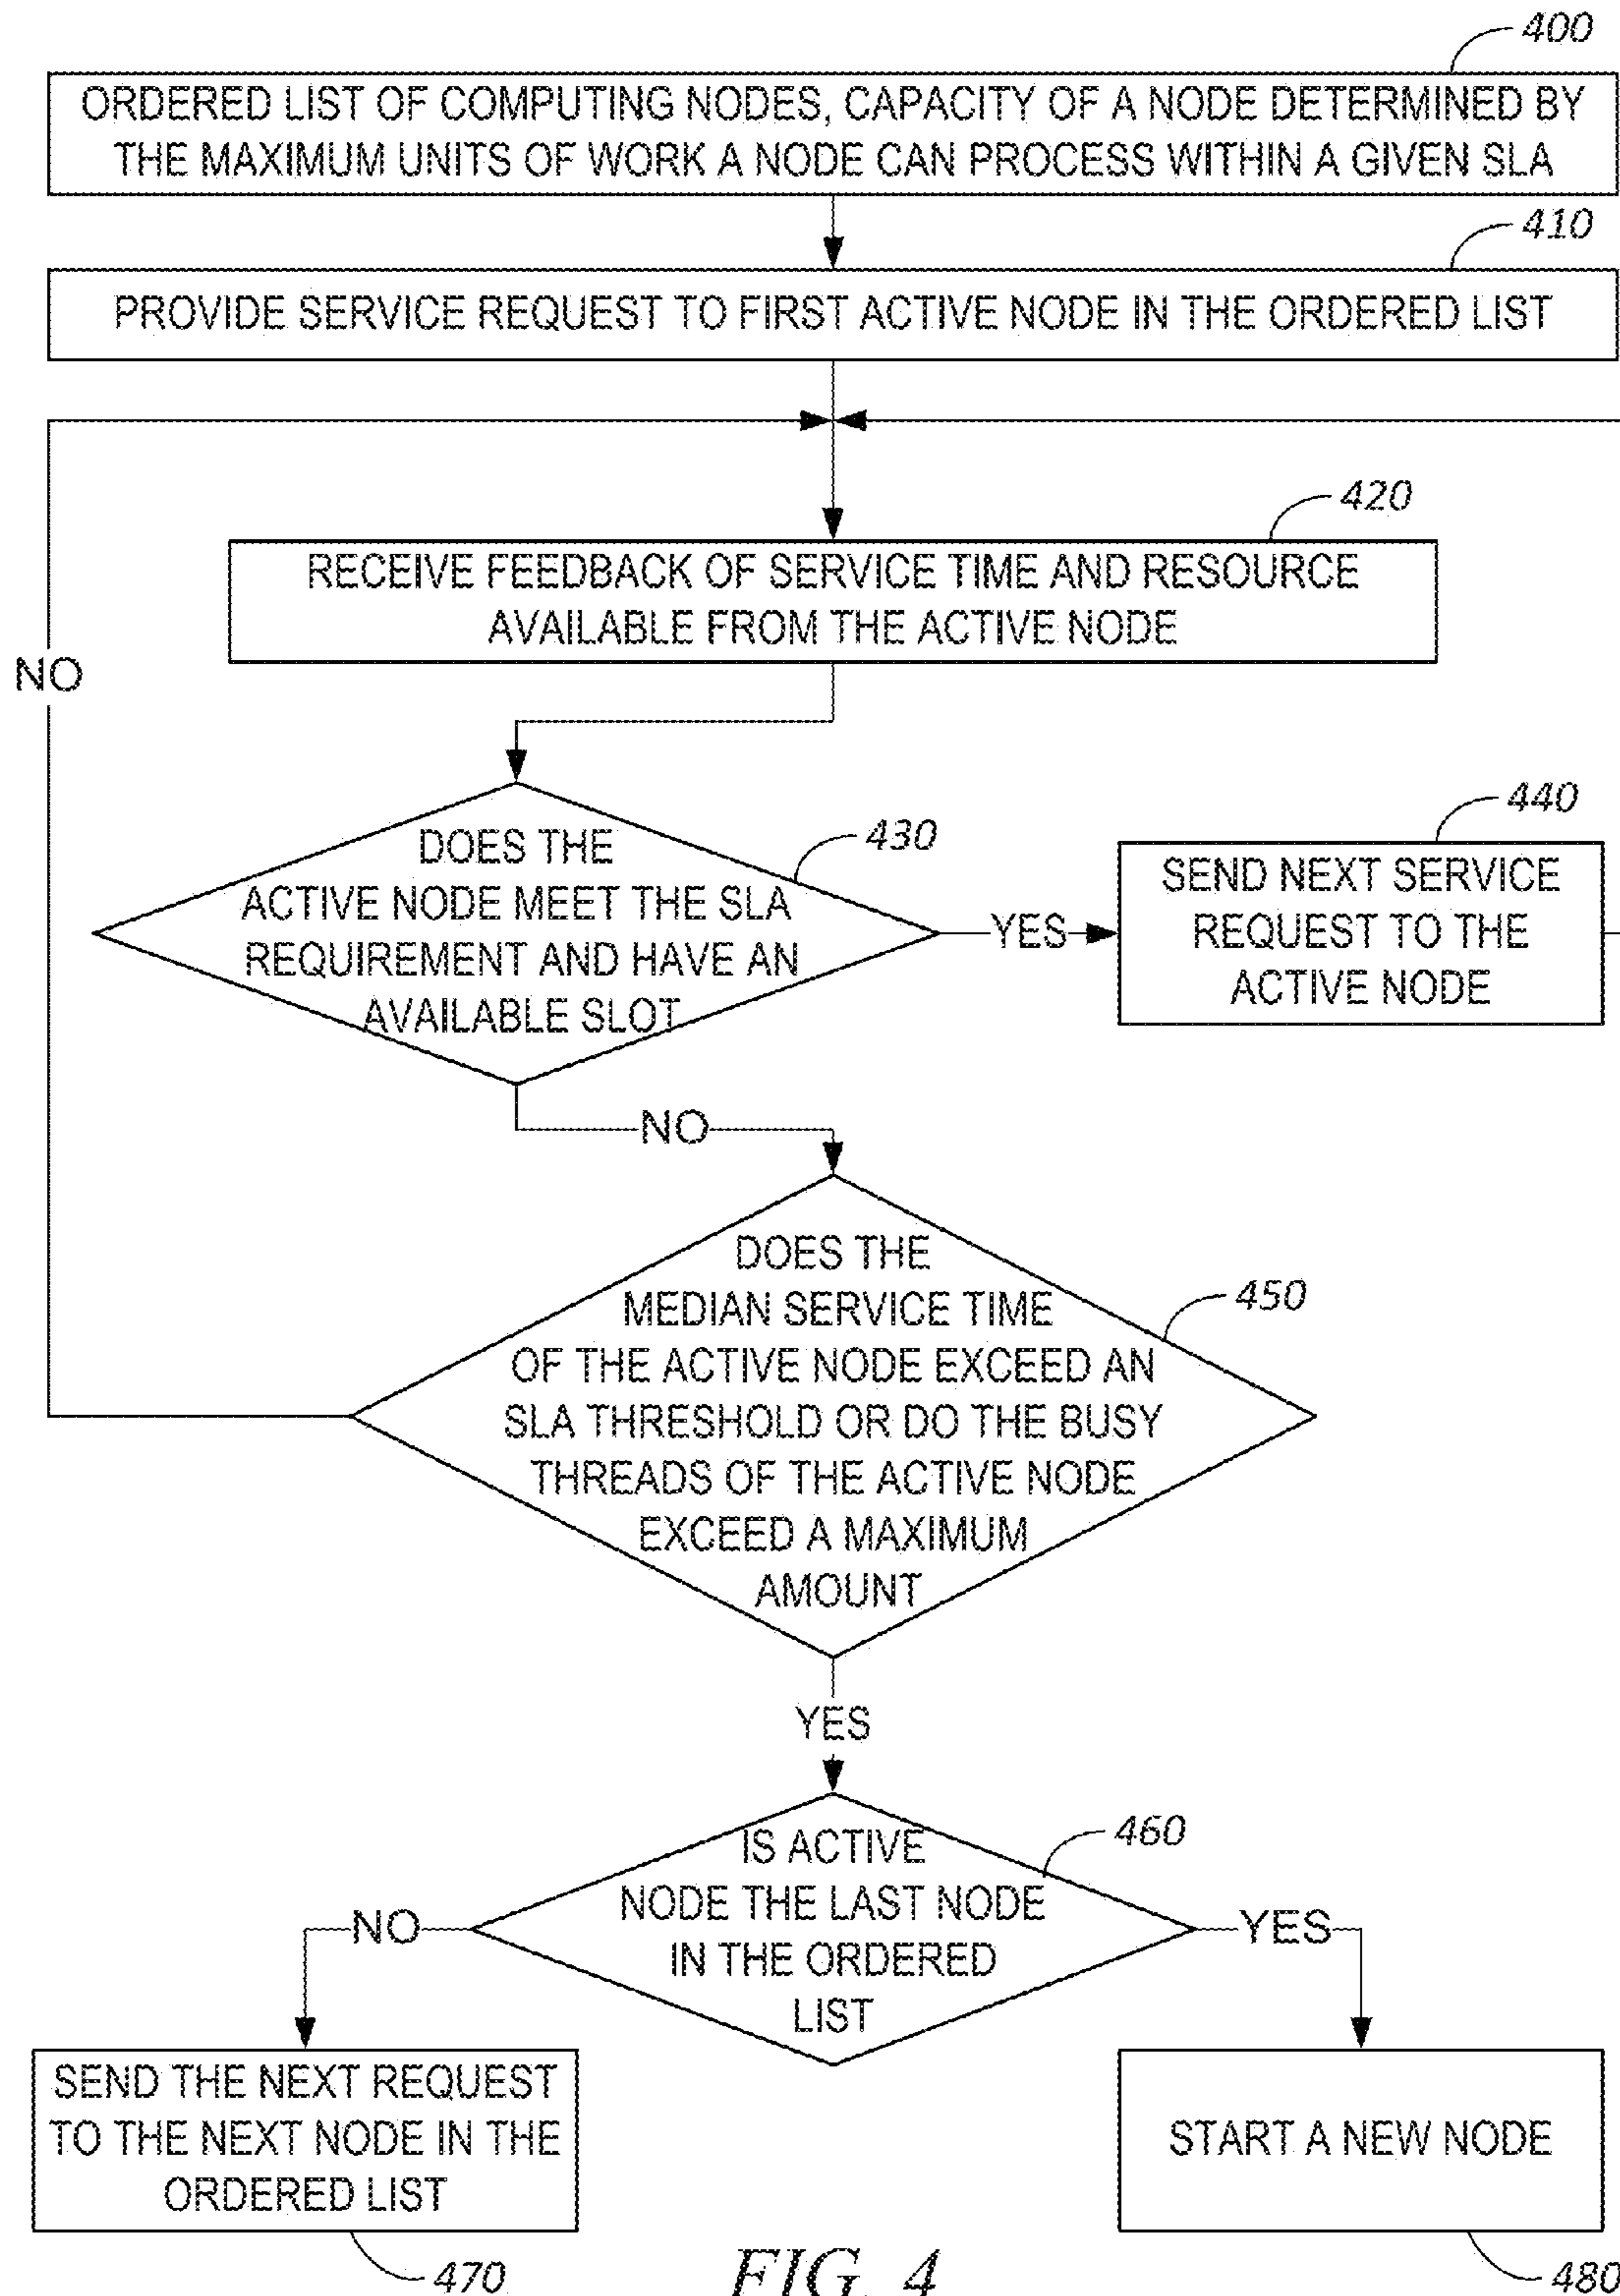 400
ORDERED LIST OF COMPUTING NODES, CAPACITY OF A NODE DETERMINED BY
THE MAXIMUM UNITS OF WORK A NODE CAN PROCESS WITHIN A GIVEN SLA
410
PROVIDE SERVICE REQUEST TO FIRST ACTIVE NODE IN THE ORDERED LIST
420
RECEIVE FEEDBACK OF SERVICE TIME AND RESOURCE
AVAILABLE FROM THE ACTIVE NODE
NO
430
DOES THE
ACTIVE NODE MEET THE SLA
REQUIREMENT AND HAVE AN
AVAILABLE SLOT
YES
440
SEND NEXT SERVICE
REQUEST TO THE
ACTIVE NODE
NO
450
DOES THE
MEDIAN SERVICE TIME
OF THE ACTIVE NODE EXCEED AN
SLA THRESHOLD OR DO THE BUSY
THREADS OF THE ACTIVE NODE
EXCEED A MAXIMUM
AMOUNT
YES
460
IS ACTIVE
NODE THE LAST NODE
IN THE ORDERED
LIST
NO
YES
SEND THE NEXT REQUEST
TO THE NEXT NODE IN THE
ORDERED LIST
470
START A NEW NODE
480
FIG. 4